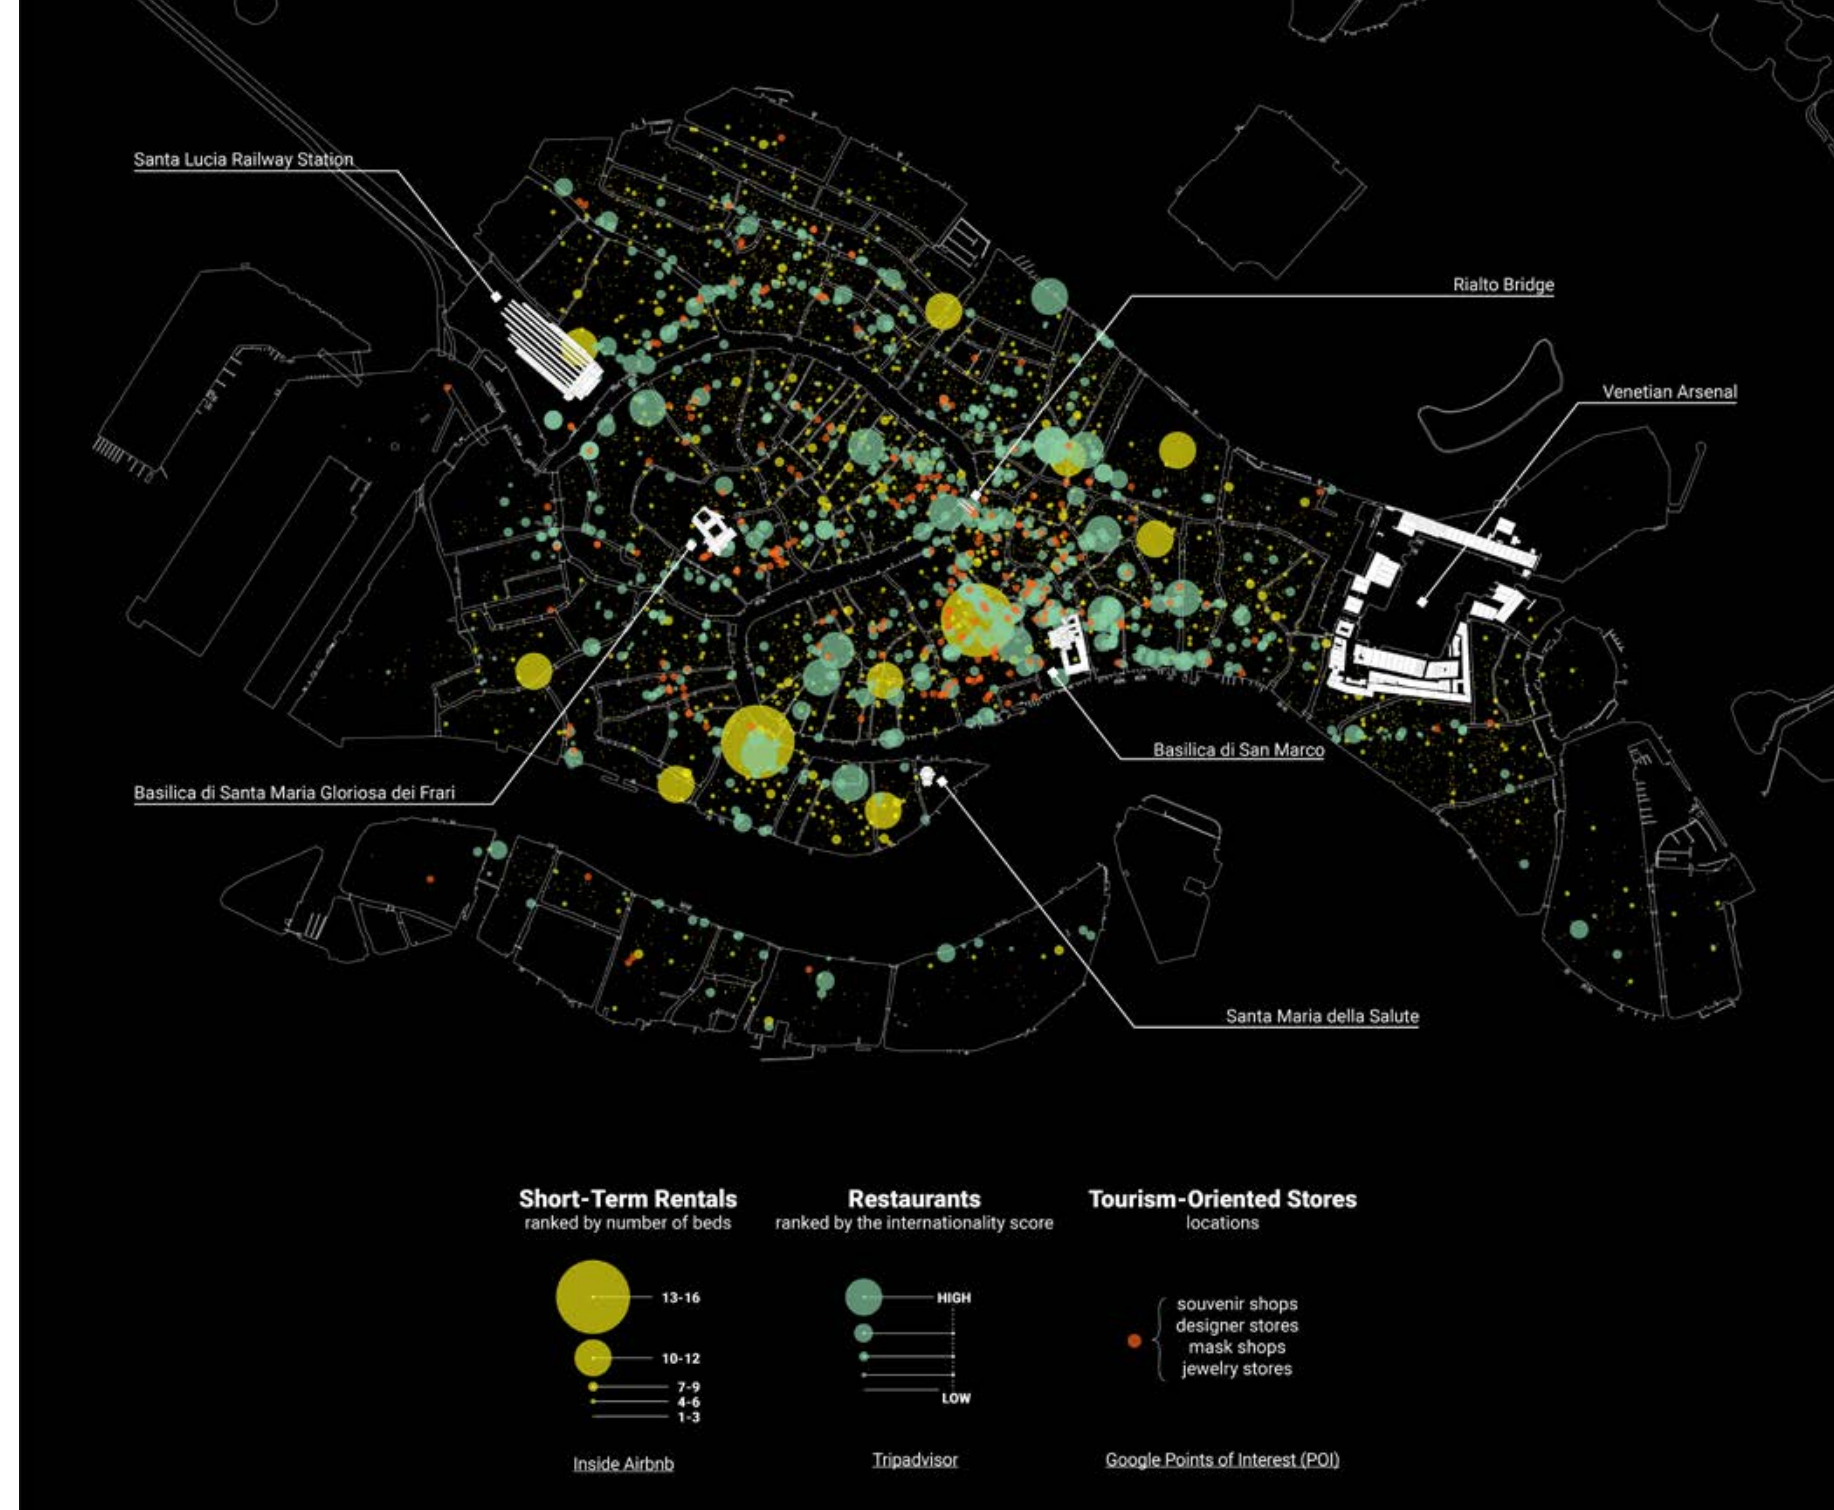 Santa Lucia Railway Station
Rialto Bridge
Venetian Arsenal
Basilica di San Marco
Basilica di Santa Maria Gloriosa dei Frari
Santa Maria della Salute
Short-Term Rentals
ranked by number of beds
13-16
10-12
7-9
4-6
1-3
Inside Airbnb
Restaurants
ranked by the internationality score
HIGH
LOW
Tripadvisor
Tourism-Oriented Stores
locations
souvenir shops
designer stores
mask shops
jewelry stores
Google Points of Interest (POI)